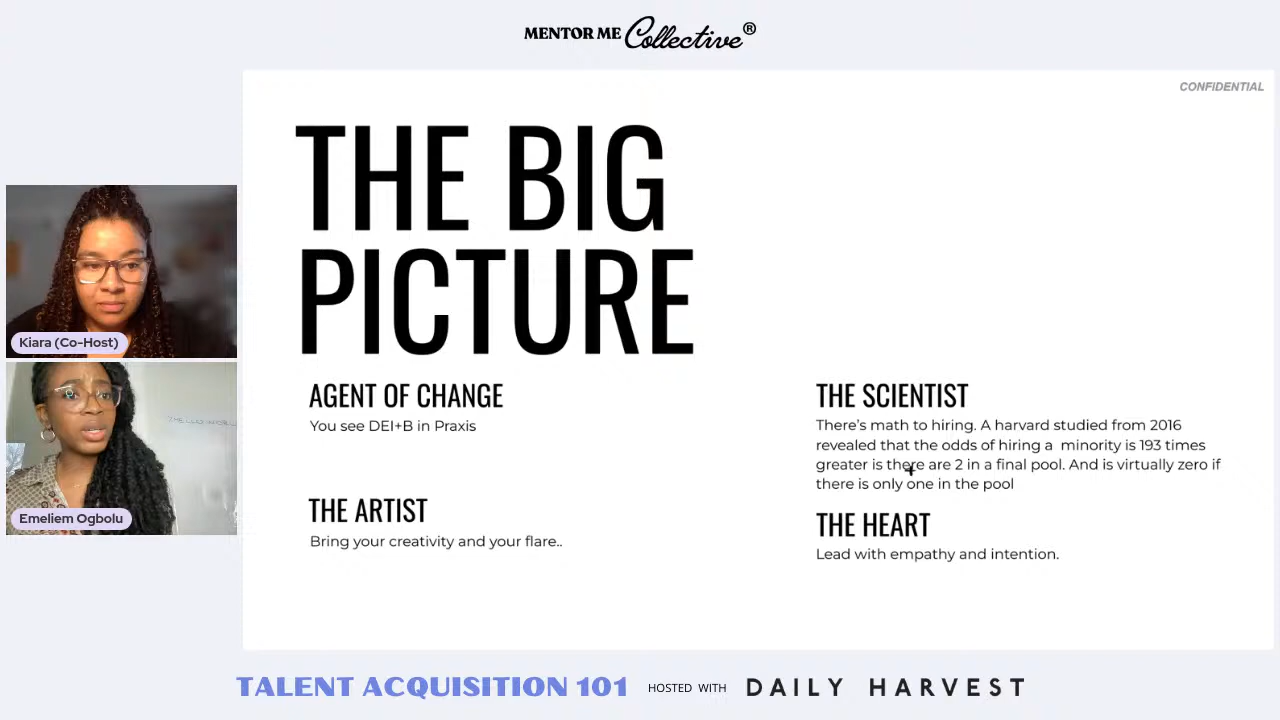 MENTOR ME Collective®
CONFIDENTIAL
THE BIG
PICTURE
AGENT OF CHANGE
You see DEI+B in Praxis
THE ARTIST
Bring your creativity and your flare..
THE SCIENTIST
There's math to hiring. A harvard studied from 2016
revealed that the odds of hiring a minority is 193 times
greater is there are 2 in a final pool. And is virtually zero if
there is only one in the pool
THE HEART
Lead with empathy and intention.
Kiara (Co-Host)
Emeliem Ogbolu
TALENT ACQUISITION 101 HOSTED WITH DAILY HARVEST